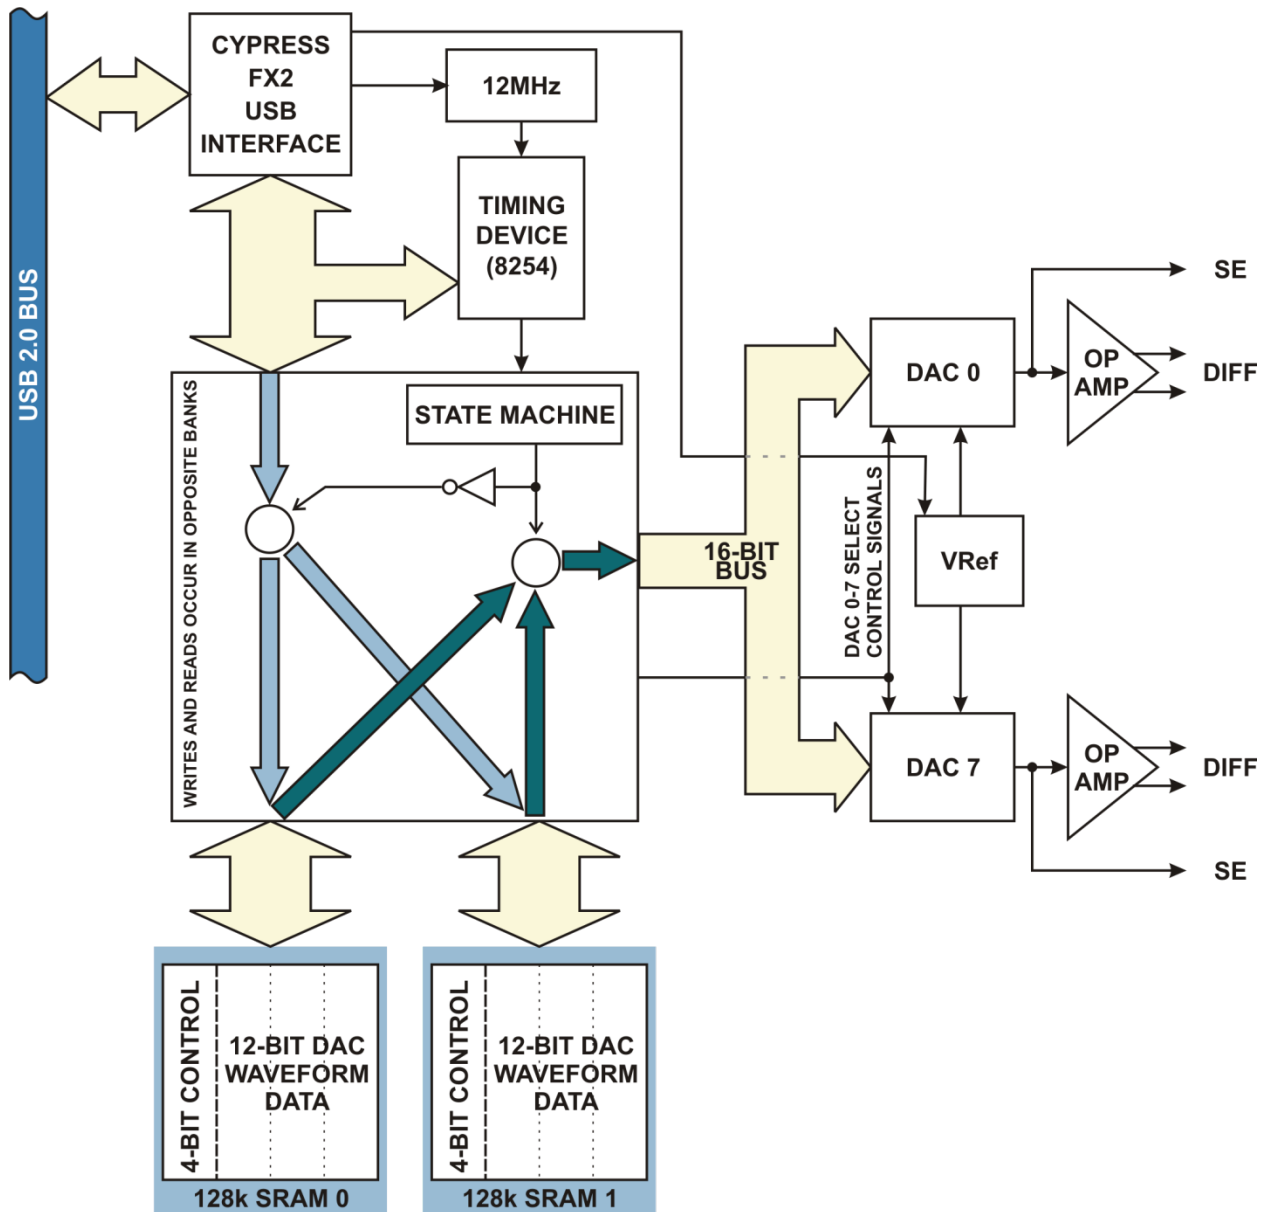 USB 2.0 BUS
CYPRESS
FX2
USB
INTERFACE
12MHz
TIMING
DEVICE
(8254)
WRITES AND READS OCCUR IN OPPOSITE BANKS
STATE MACHINE
16-BIT
BUS
DAC 0
OP
AMP
SE
DIFF
DAC 0-7 SELECT
CONTROL SIGNALS
VRef
DAC 7
OP
AMP
DIFF
SE
4-BIT CONTROL
12-BIT DAC
WAVEFORM
DATA
128k SRAM 0
4-BIT CONTROL
12-BIT DAC
WAVEFORM
DATA
128k SRAM 1